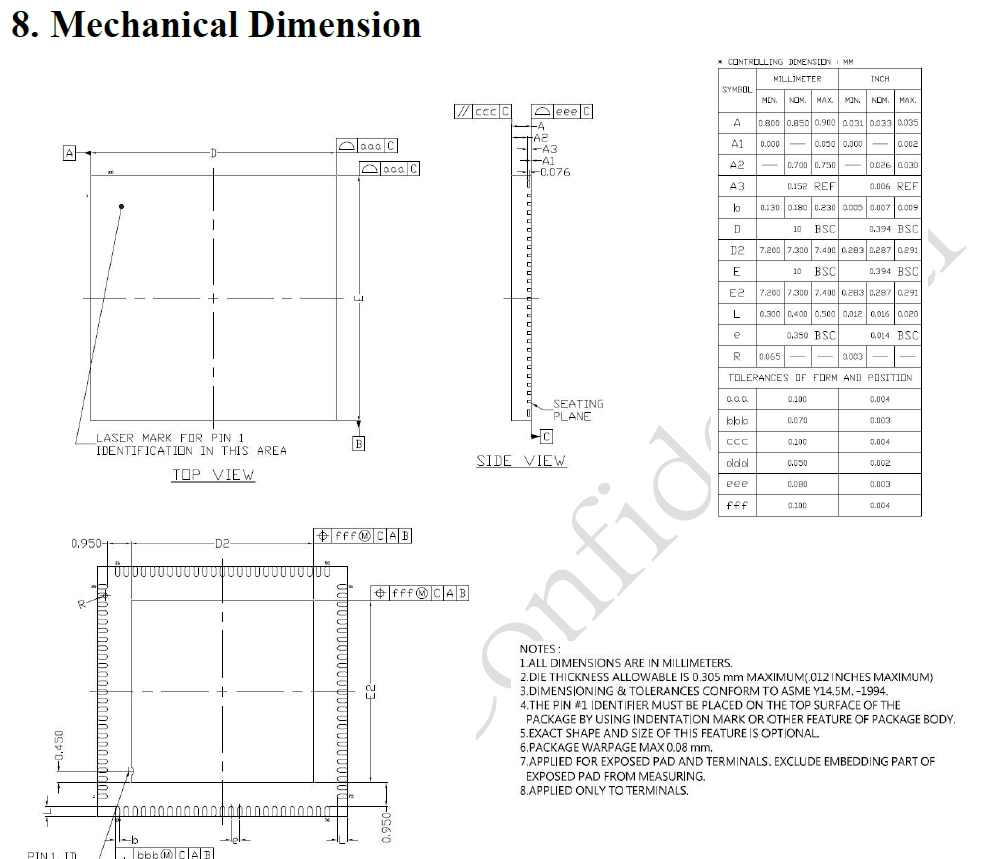 8. Mechanical Dimension
* CONTROLLING DIMENSION : MM
SYMBOL MILLIMETER INCH
MIN. NOM. MAX. MIN. NOM. MAX.
A 0.800 0.850 0.900 0.031 0.033 0.035
A1 0.000 — 0.050 0.000 — 0.002
A2 — 0.700 0.750 — 0.026 0.030
A3 0.152 REF 0.006 REF
b 0.130 0.180 0.230 0.005 0.007 0.009
D 10 BSC 0.394 BSC
D2 7.200 7.300 7.400 0.283 0.287 0.291
E 10 BSC 0.394 BSC
E2 7.200 7.300 7.400 0.283 0.287 0.291
L 0.300 0.400 0.500 0.012 0.016 0.020
e 0.350 BSC 0.014 BSC
R 0.065 — — 0.003 — —
TOLERANCES OF FORM AND POSITION
aaa 0.100 0.004
bbb 0.070 0.003
ccc 0.100 0.004
ddd 0.050 0.002
eee 0.080 0.003
fff 0.100 0.004
A
D
aaa C
aaa C
E
B
LASER MARK FOR PIN 1
IDENTIFICATION IN THIS AREA
TOP VIEW
// ccc C
eee C
A
A2
A3
A1
0.076
SEATING
PLANE
C
SIDE VIEW
0.950
D2
fff Ⓜ C A B
fff Ⓜ C A B
R
E2
0.450
L
b
e
L
0.950
PIN 1 ID
bbb Ⓜ C A B
NOTES :
1.ALL DIMENSIONS ARE IN MILLIMETERS.
2.DIE THICKNESS ALLOWABLE IS 0.305 mm MAXIMUM(.012 INCHES MAXIMUM)
3.DIMENSIONING & TOLERANCES CONFORM TO ASME Y14.5M. -1994.
4.THE PIN #1 IDENTIFIER MUST BE PLACED ON THE TOP SURFACE OF THE
PACKAGE BY USING INDENTATION MARK OR OTHER FEATURE OF PACKAGE BODY.
5.EXACT SHAPE AND SIZE OF THIS FEATURE IS OPTIONAL.
6.PACKAGE WARPAGE MAX 0.08 mm.
7.APPLIED FOR EXPOSED PAD AND TERMINALS. EXCLUDE EMBEDDING PART OF
EXPOSED PAD FROM MEASURING.
8.APPLIED ONLY TO TERMINALS.